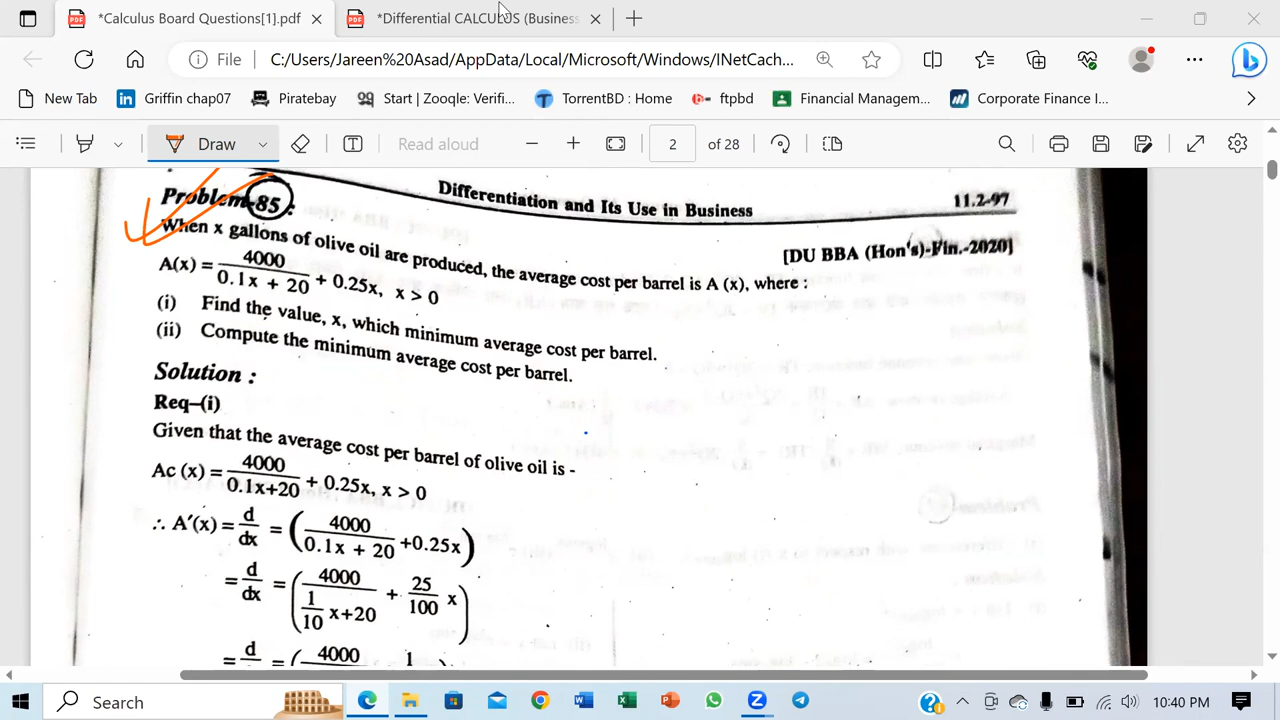 *Calculus Board Questions[1].pdf
*Differential CALCULUS (Business
File
C:/Users/Jareen%20Asad/AppData/Local/Microsoft/Windows/INetCach...
New Tab
Griffin chap07
Piratebay
Start | Zooqle: Verifi...
TorrentBD : Home
ftpbd
Financial Managem...
Corporate Finance I...
Draw
Read aloud
2
of 28
Differentiation and Its Use in Business
11.2-97
Problem-85 :
[DU BBA (Hon's)-Fin.-2020]
When x gallons of olive oil are produced, the average cost per barrel is A (x), where :
A(x) = 4000 / 0.1x + 20 + 0.25x, x > 0
(i) Find the value, x, which minimum average cost per barrel.
(ii) Compute the minimum average cost per barrel.
Solution :
Req–(i)
Given that the average cost per barrel of olive oil is -
Ac (x) = 4000 / 0.1x+20 + 0.25x, x > 0
∴ A′(x) = d/dx = (4000 / 0.1x + 20 +0.25x)
= d/dx = (4000 / 1/10 x+20 + 25/100 x)
= d = (4000 1
Search
10:40 PM